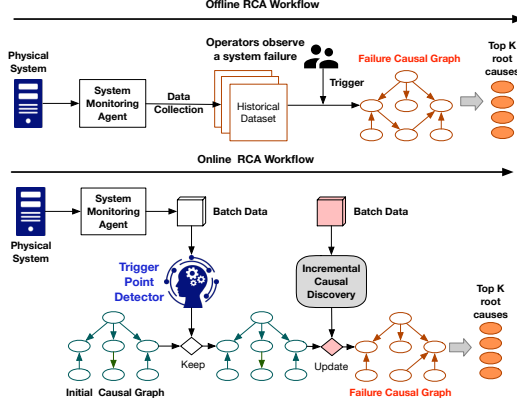 Offline RCA Workflow
Physical
System
System
Monitoring
Agent
Data
Collection
Operators observe
a system failure
Historical
Dataset
Trigger
Failure Causal Graph
Top K
root
causes
Online RCA Workflow
Physical
System
System
Monitoring
Agent
Batch Data
Batch Data
Trigger
Point
Detector
Incremental
Causal
Discovery
Top K
root
causes
Keep
Update
Initial Causal Graph
Failure Causal Graph